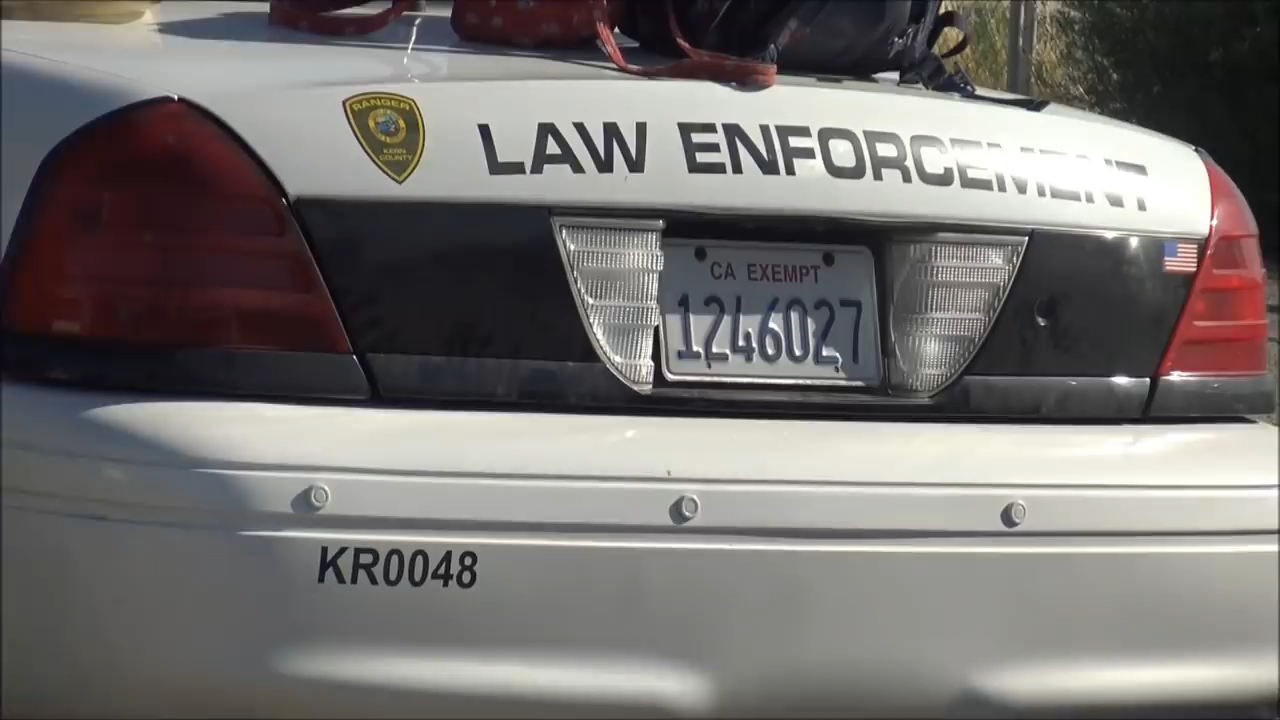 RANGER
KERN
COUNTY
LAW ENFORCEMENT
CA EXEMPT
1246027
KR0048